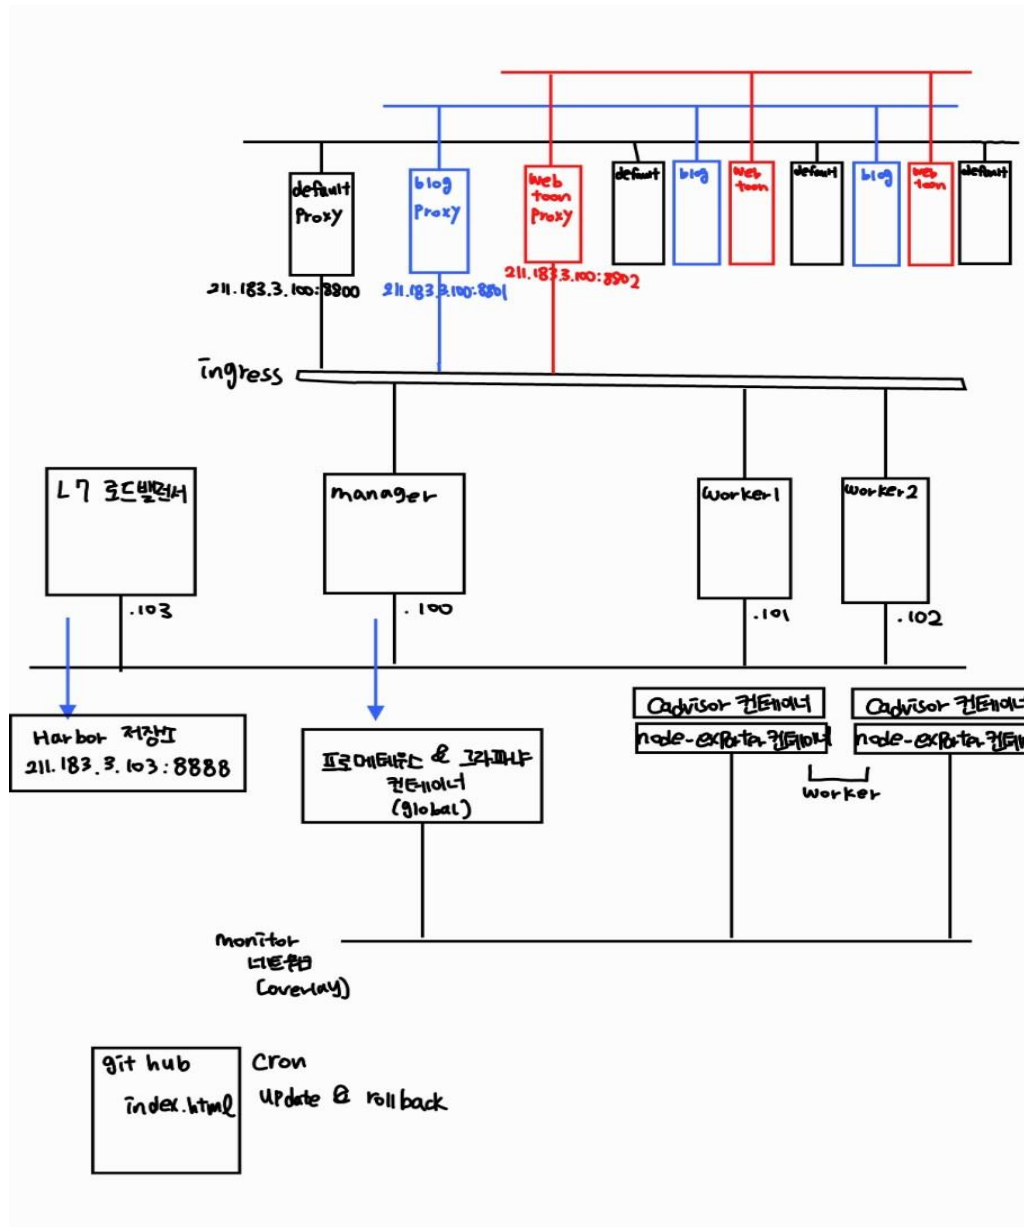 default
Proxy
blog
Proxy
web
toon
Proxy
default
blog
web
toon
default
blog
web
toon
default
211.183.3.100:8800
211.183.3.100:8801
211.183.3.100:8802
ingress
L7 로드밸런서
manager
worker1
worker2
.103
.100
.101
.102
Harbor 저장소
211.183.3.103:8888
프로메테우스 & 그라파나
컨테이너
(global)
Cadvisor 컨테이너
node-exporter 컨테이너
Cadvisor 컨테이너
node-exporter 컨테
worker
monitor
네트워크
(overlay)
git hub
index.html
Cron
update & rollback